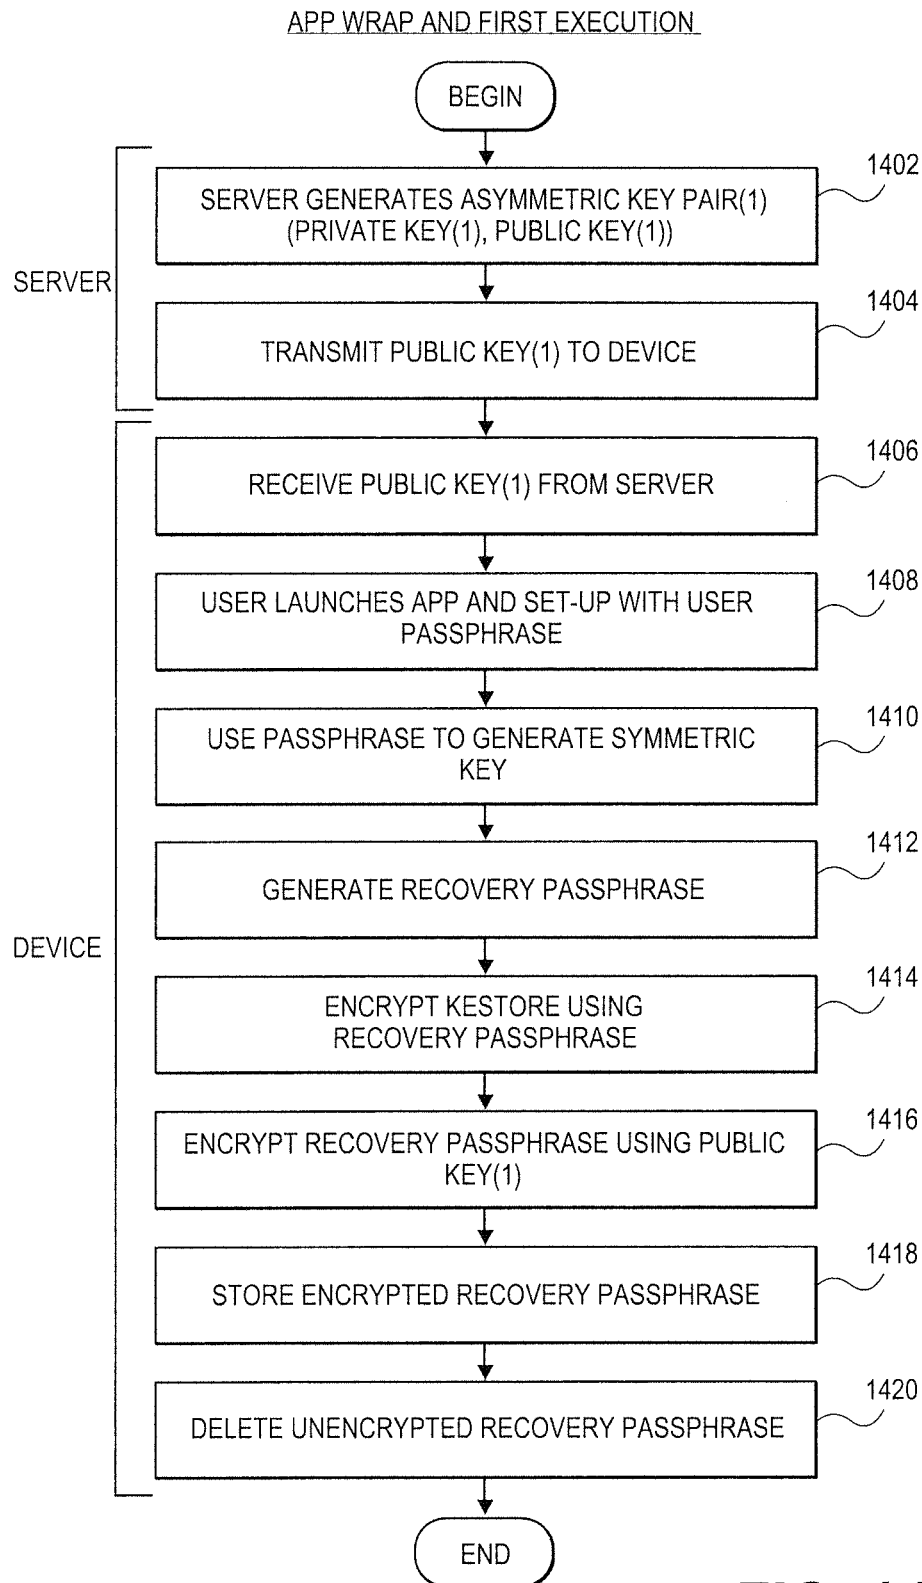 APP WRAP AND FIRST EXECUTION
BEGIN
SERVER
1402
SERVER GENERATES ASYMMETRIC KEY PAIR(1)
(PRIVATE KEY(1), PUBLIC KEY(1))
1404
TRANSMIT PUBLIC KEY(1) TO DEVICE
DEVICE
1406
RECEIVE PUBLIC KEY(1) FROM SERVER
1408
USER LAUNCHES APP AND SET-UP WITH USER
PASSPHRASE
1410
USE PASSPHRASE TO GENERATE SYMMETRIC
KEY
1412
GENERATE RECOVERY PASSPHRASE
1414
ENCRYPT KESTORE USING
RECOVERY PASSPHRASE
1416
ENCRYPT RECOVERY PASSPHRASE USING PUBLIC
KEY(1)
1418
STORE ENCRYPTED RECOVERY PASSPHRASE
1420
DELETE UNENCRYPTED RECOVERY PASSPHRASE
END